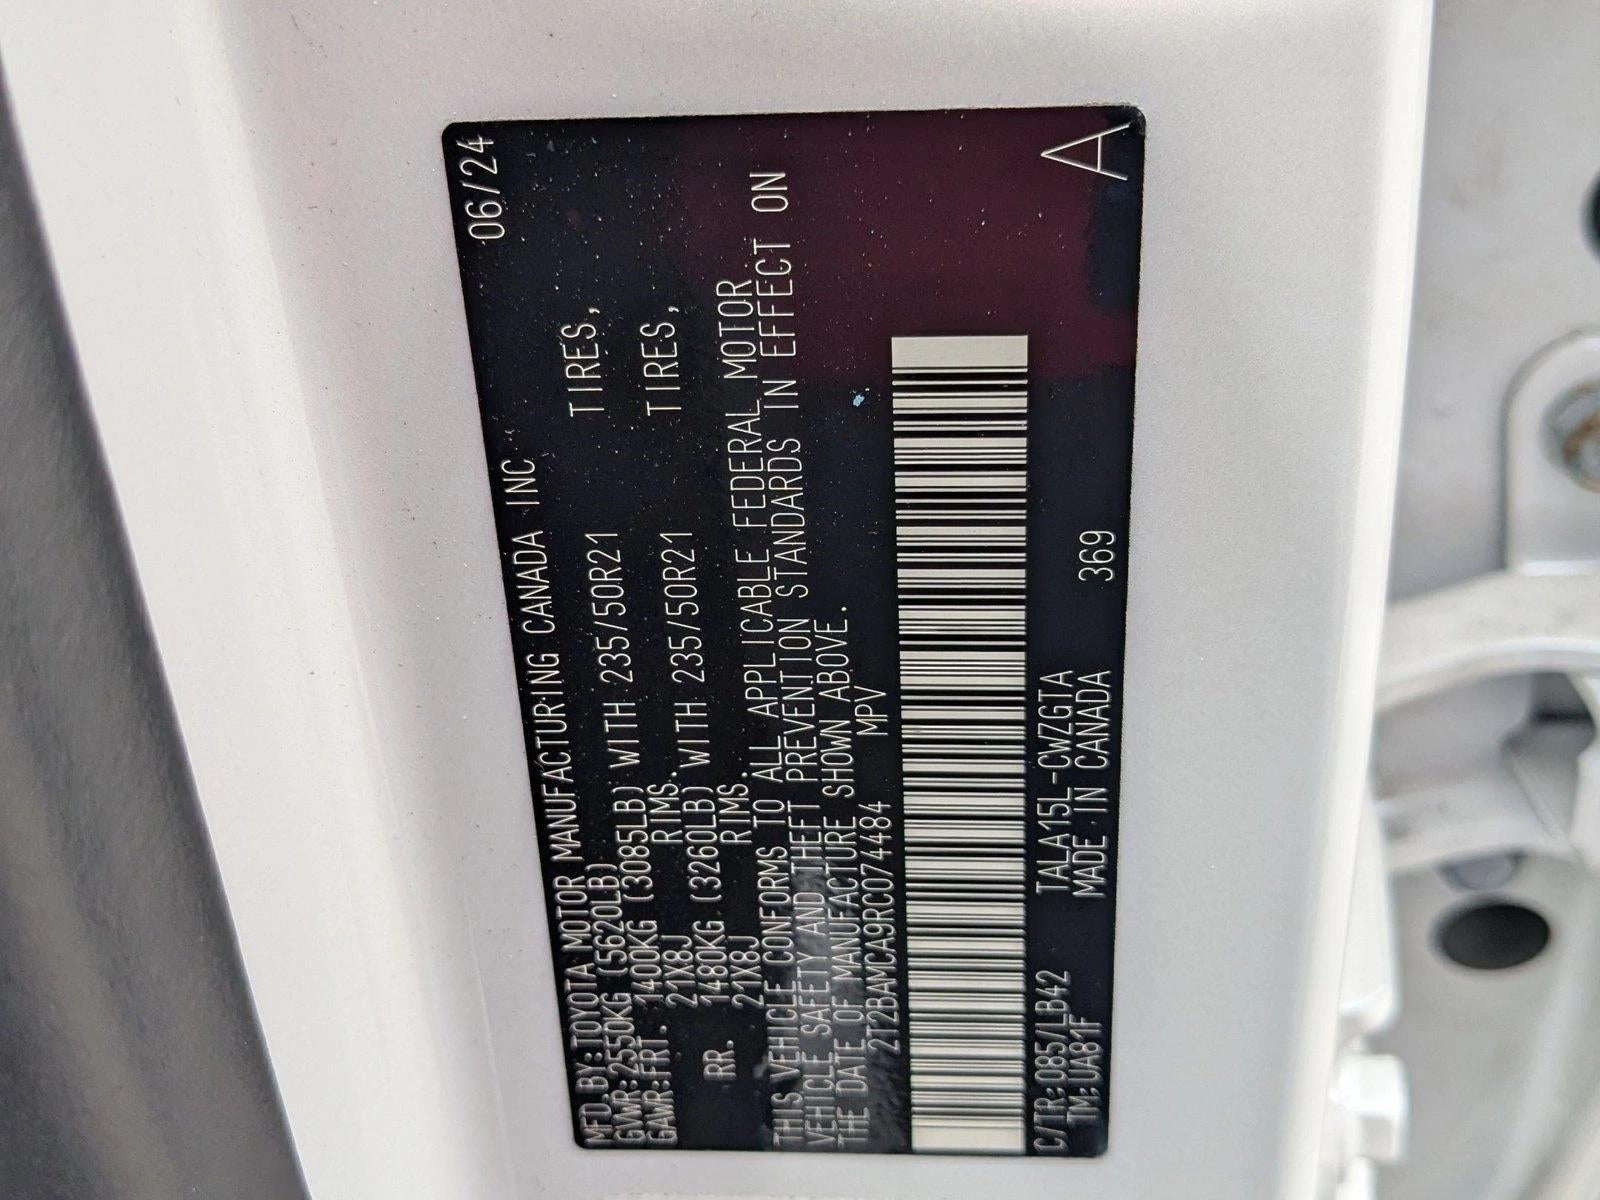 MFD. BY: TOYOTA MOTOR MANUFACTURING CANADA INC 06/24
GVWR: 2550KG (5620LB)
GAWR: FRT. 1400KG (3085LB) WITH 235/50R21 TIRES,
21X8J RIMS.
RR. 1480KG (3260LB) WITH 235/50R21 TIRES,
21X8J RIMS.
THIS VEHICLE CONFORMS TO ALL APPLICABLE FEDERAL MOTOR
VEHICLE SAFETY AND THEFT PREVENTION STANDARDS IN EFFECT ON
THE DATE OF MANUFACTURE SHOWN ABOVE.
2T2BAMCA9RC074484 MPV
C/TR: 085/LB42 TALA15L-CWZGTA 369
TM: UA81F MADE IN CANADA
A